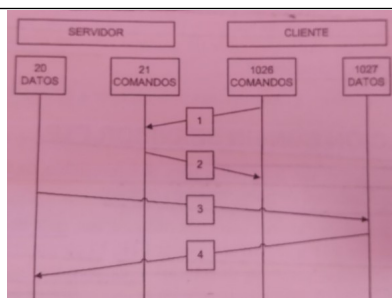 SERVIDOR CLIENTE
20 21 1026 1027
DATOS COMANDOS COMANDOS DATOS
1
2
3
4